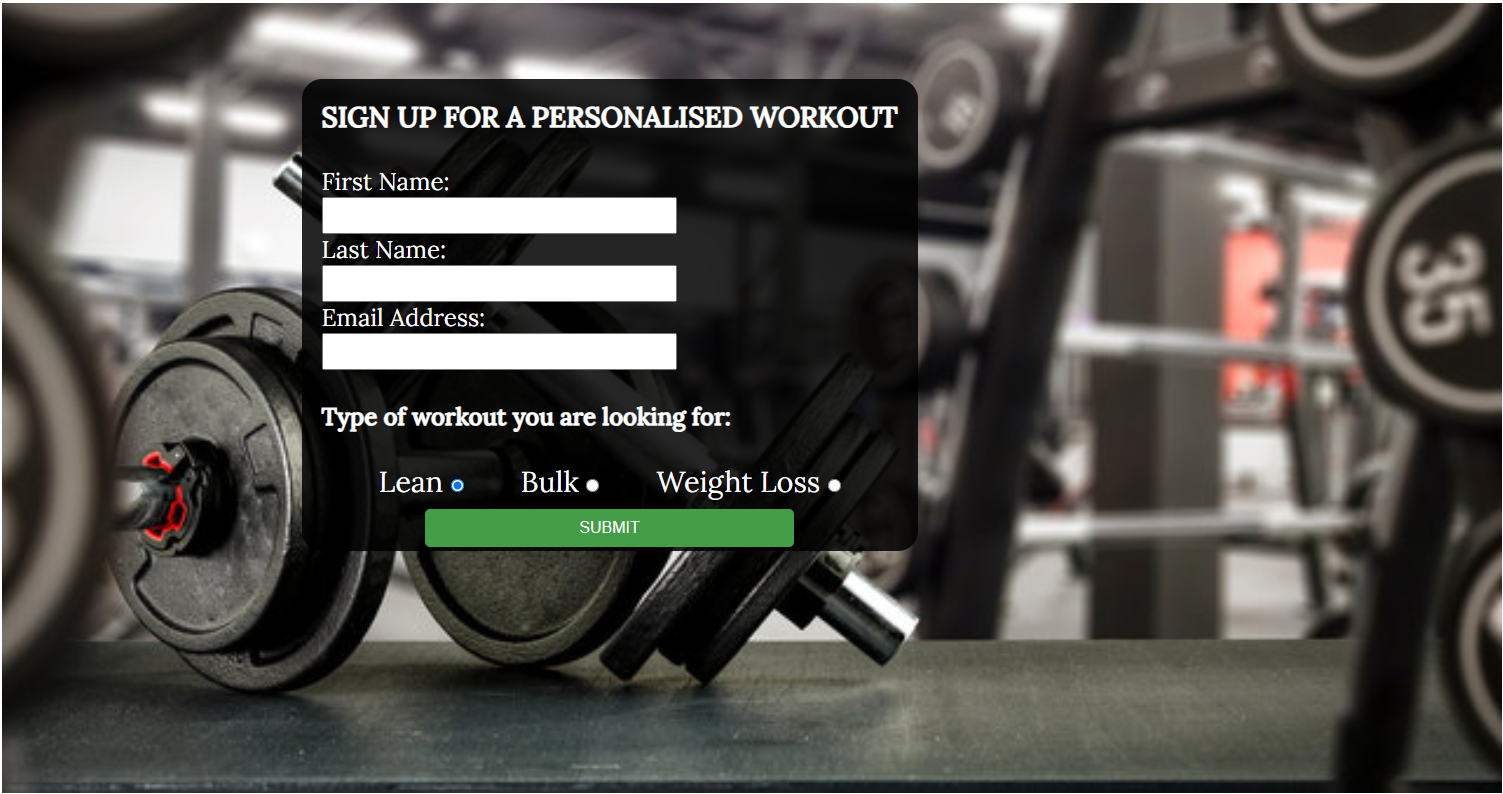 SIGN UP FOR A PERSONALISED WORKOUT
First Name:
Last Name:
Email Address:
Type of workout you are looking for:
Lean Bulk Weight Loss
SUBMIT
35